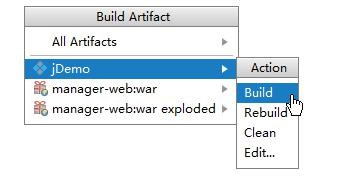 Build Artifact
All Artifacts
jDemo
manager-web:war
manager-web:war exploded
Action
Build
Rebuild
Clean
Edit...